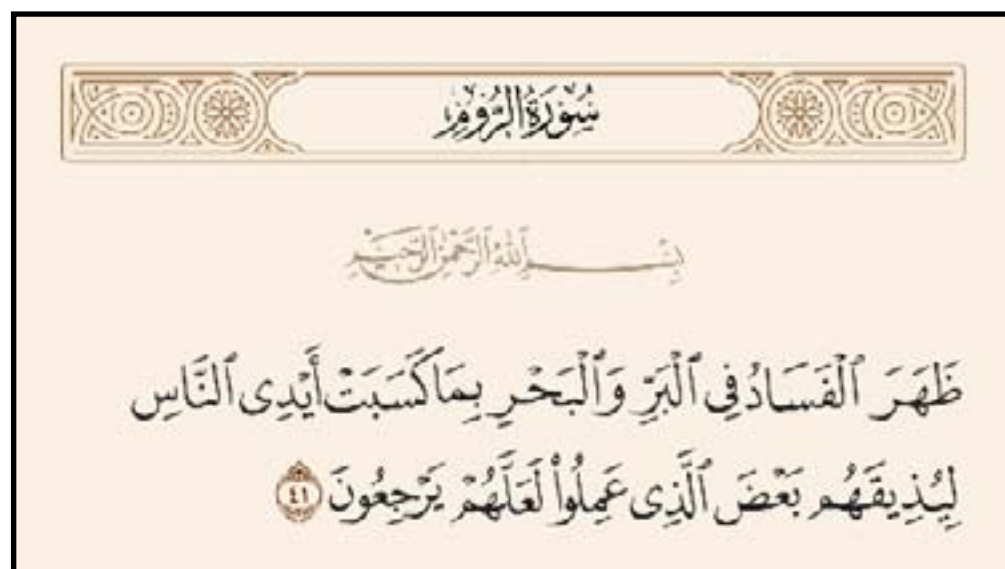 سُورَةُ الرُّومِ
بِسْمِ ٱللَّهِ ٱلرَّحْمَٰنِ ٱلرَّحِيمِ
ظَهَرَ ٱلْفَسَادُ فِى ٱلْبَرِّ وَٱلْبَحْرِ بِمَا كَسَبَتْ أَيْدِى ٱلنَّاسِ
لِيُذِيقَهُم بَعْضَ ٱلَّذِى عَمِلُوا۟ لَعَلَّهُمْ يَرْجِعُونَ ٤١